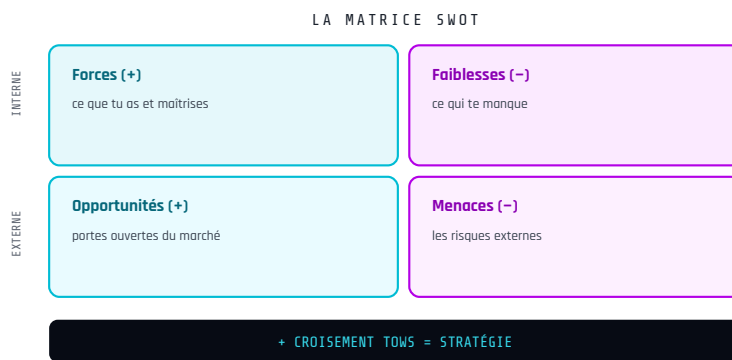 LA MATRICE SWOT
INTERNE
Forces (+)
ce que tu as et maîtrises
Faiblesses (−)
ce qui te manque
EXTERNE
Opportunités (+)
portes ouvertes du marché
Menaces (−)
les risques externes
+ CROISEMENT TOWS = STRATÉGIE